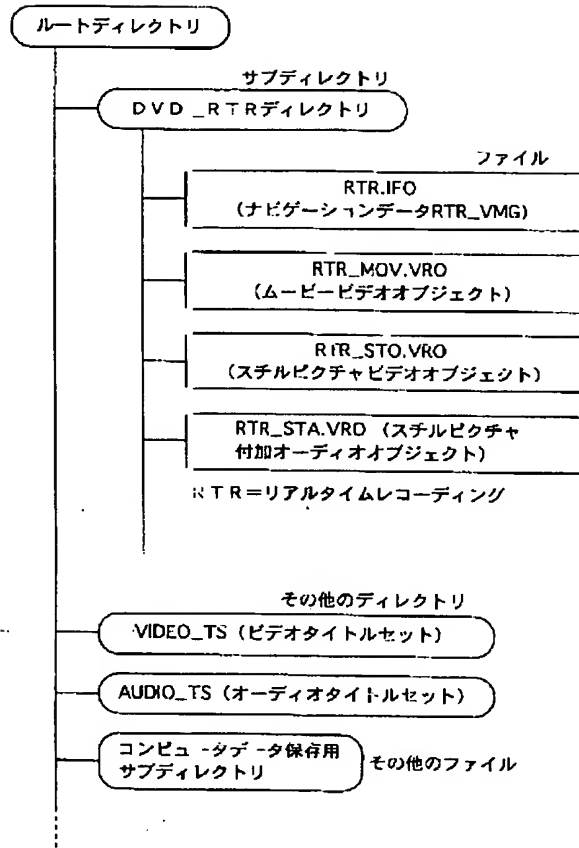 ルートディレクトリ
サブディレクトリ
DVD_RTRディレクトリ
ファイル
RTR.IFO
(ナビゲーションデータRTR_VMG)
RTR_MOV.VRO
(ムービービデオオブジェクト)
RTR_STO.VRO
(スチルピクチャビデオオブジェクト)
RTR_STA.VRO (スチルピクチャ
付加オーディオオブジェクト)
RTR=リアルタイムレコーディング
その他のディレクトリ
VIDEO_TS (ビデオタイトルセット)
AUDIO_TS (オーディオタイトルセット)
コンピュータデータ保存用
サブディレクトリ
その他のファイル